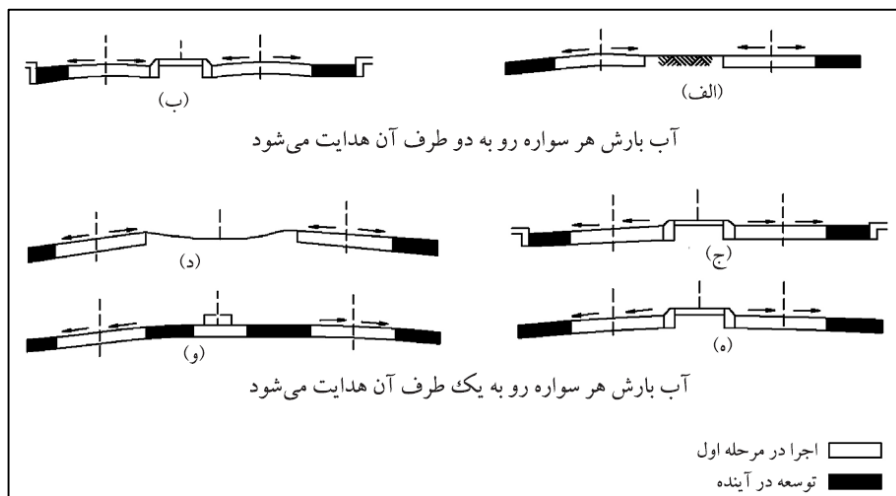 (الف)
(ب)
آب بارش هر سواره رو به دو طرف آن هدایت می‌شود
(ج)
(د)
(ه)
(و)
آب بارش هر سواره رو به یک طرف آن هدایت می‌شود
اجرا در مرحله اول
توسعه در آینده